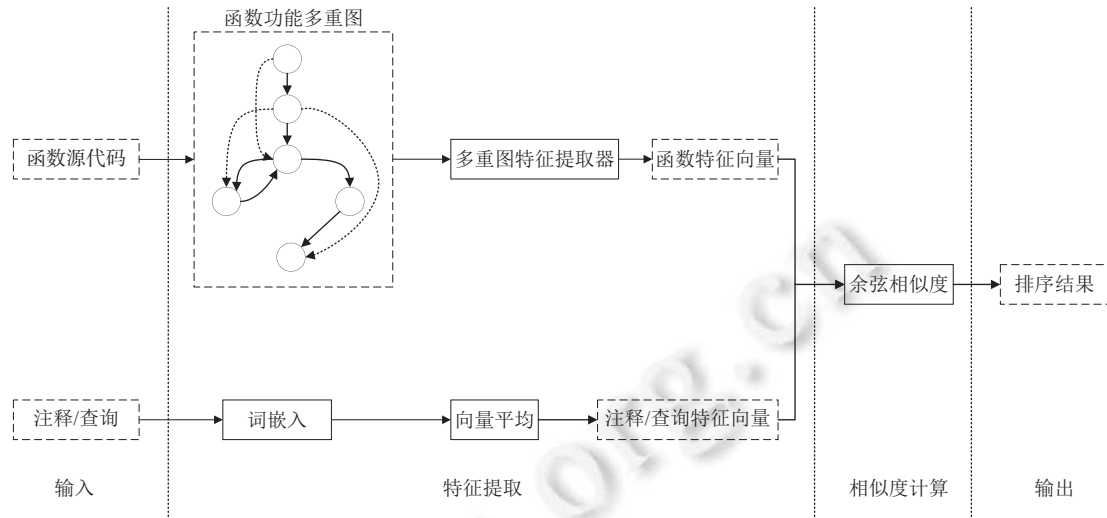 函数功能多重图
函数源代码
多重图特征提取器
函数特征向量
余弦相似度
排序结果
注释/查询
词嵌入
向量平均
注释/查询特征向量
输入
特征提取
相似度计算
输出
org.cn